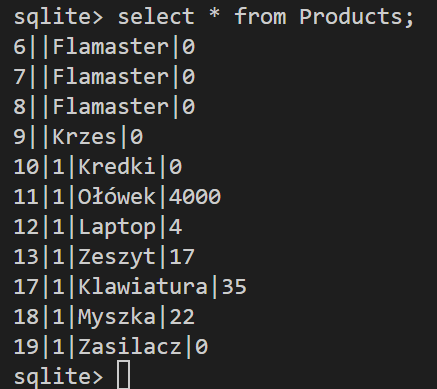 sqlite> select * from Products;
6||Flamaster|0
7||Flamaster|0
8||Flamaster|0
9||Krzes|0
10|1|Kredki|0
11|1|Ołówek|4000
12|1|Laptop|4
13|1|Zeszyt|17
17|1|Klawiatura|35
18|1|Myszka|22
19|1|Zasilacz|0
sqlite>